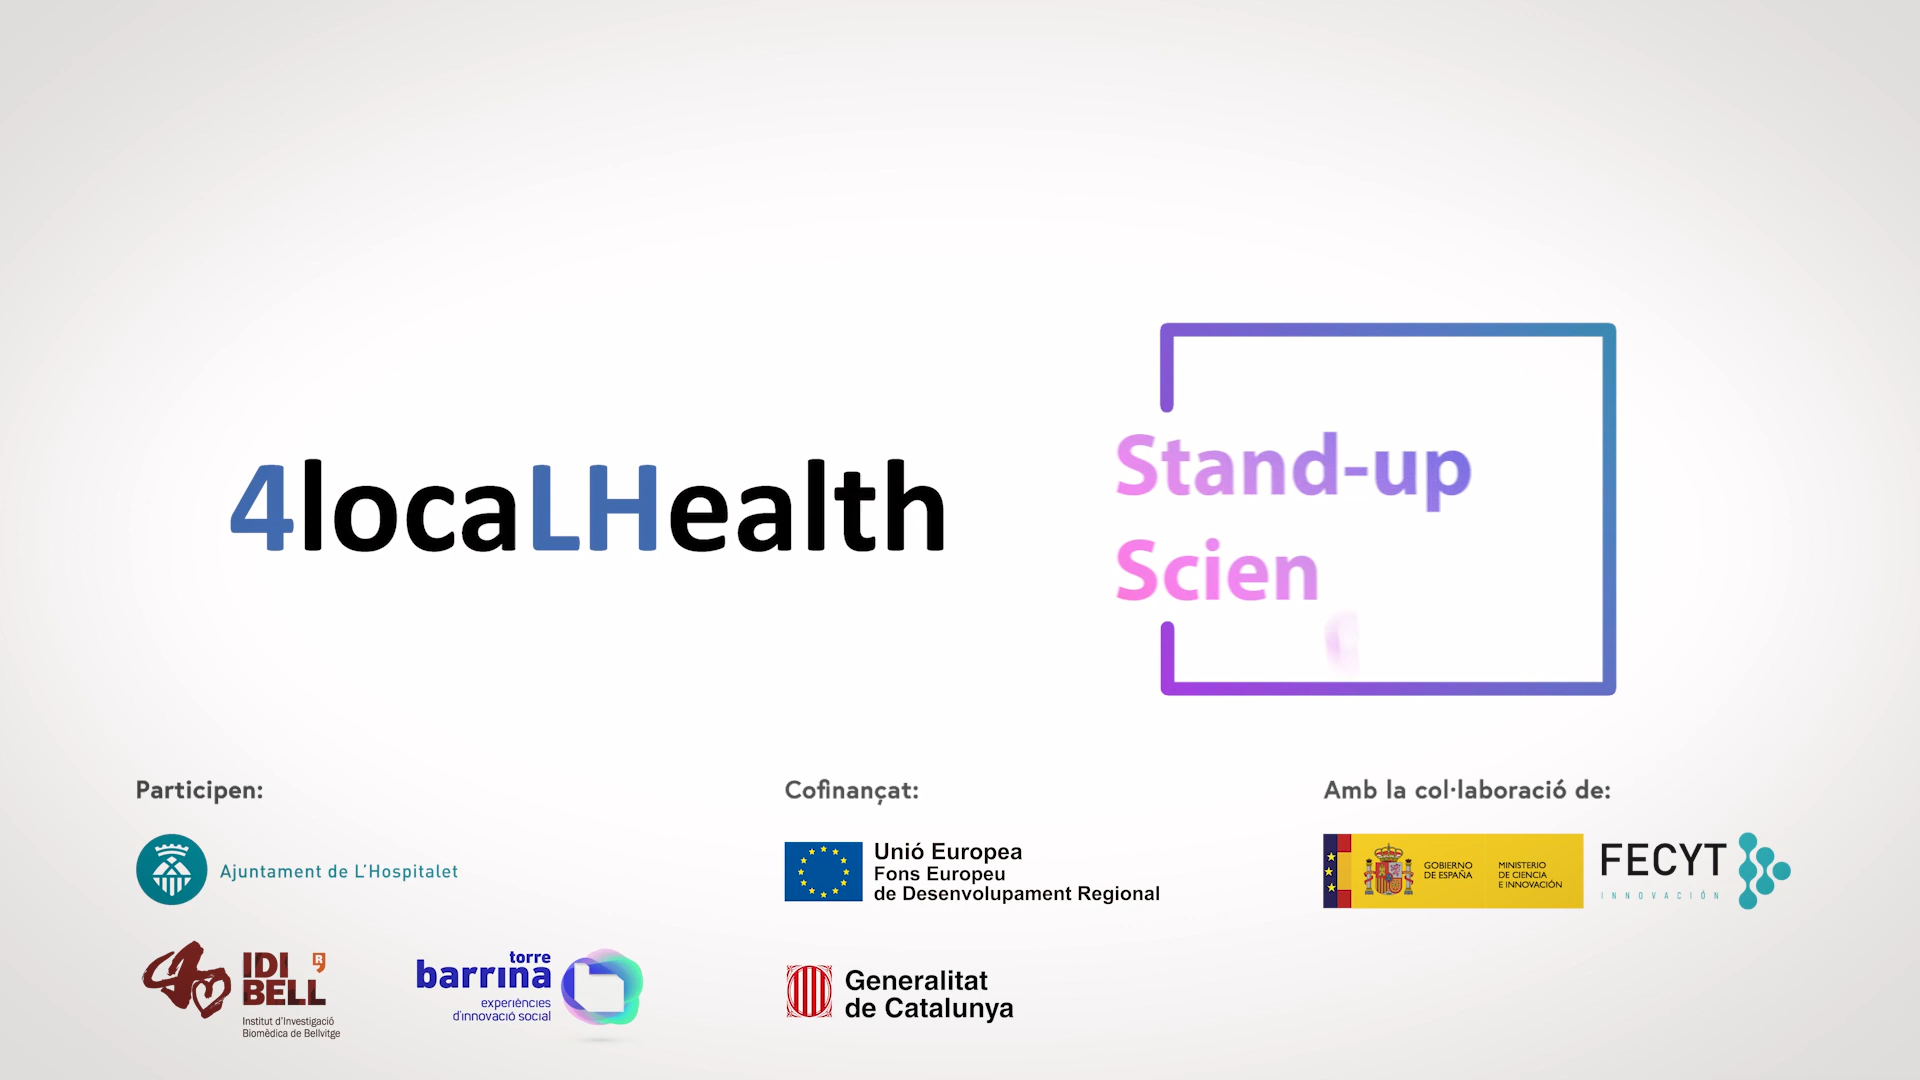 4locaLHealth
Stand-up
Scien
Participen:
Ajuntament de L'Hospitalet
IDI
BELL
R
Institut d'Investigació
Biomèdica de Bellvitge
torre
barrina
experiències
d'innovació social
Cofinançat:
Unió Europea
Fons Europeu
de Desenvolupament Regional
Generalitat
de Catalunya
Amb la col·laboració de:
GOBIERNO
DE ESPAÑA
MINISTERIO
DE CIENCIA
E INNOVACIÓN
FECYT
INNOVACIÓN